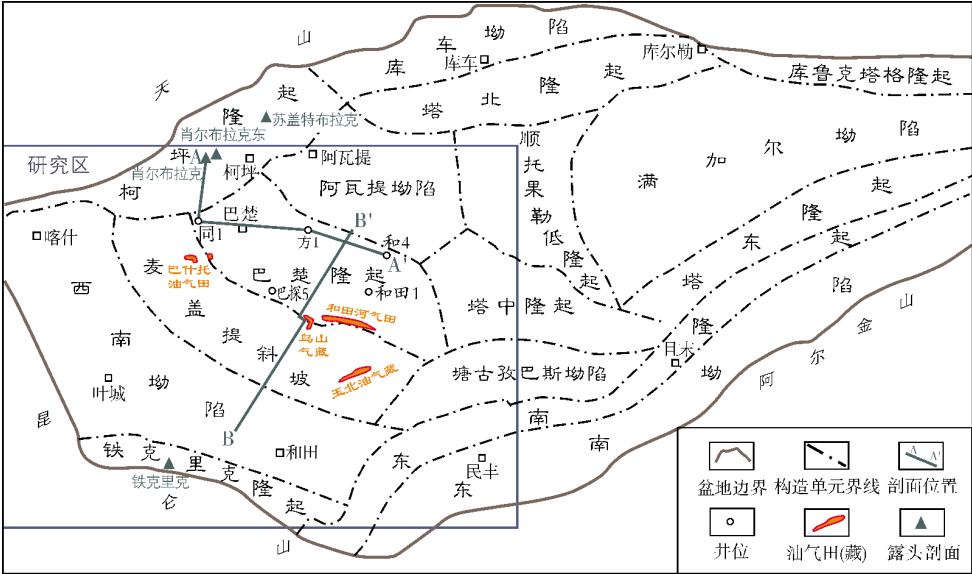 天山
库车坳陷
库车
库尔勒
库鲁克塔格隆起
塔北隆起
柯坪隆起
苏盖特布拉克
肖尔布拉克东
肖尔布拉克
A
研究区
柯坪
阿瓦提
阿瓦提坳陷
顺托果勒低隆起
满加尔坳陷
喀什
同1
巴楚
方1
B'
和4
A
巴楚隆起
巴探5
和田1
巴什托
油气田
麦盖提斜坡
西南坳陷
和田河气田
鸟山
气藏
玉北油气藏
塔中隆起
塔东隆起
塘古孜巴斯坳陷
且末
叶城
B
和田
铁克里克隆起
铁克里克
民丰
东南隆起
东南坳陷
昆仑山
阿尔金山
A A'
盆地边界
构造单元界线
剖面位置
井位
油气田(藏)
露头剖面